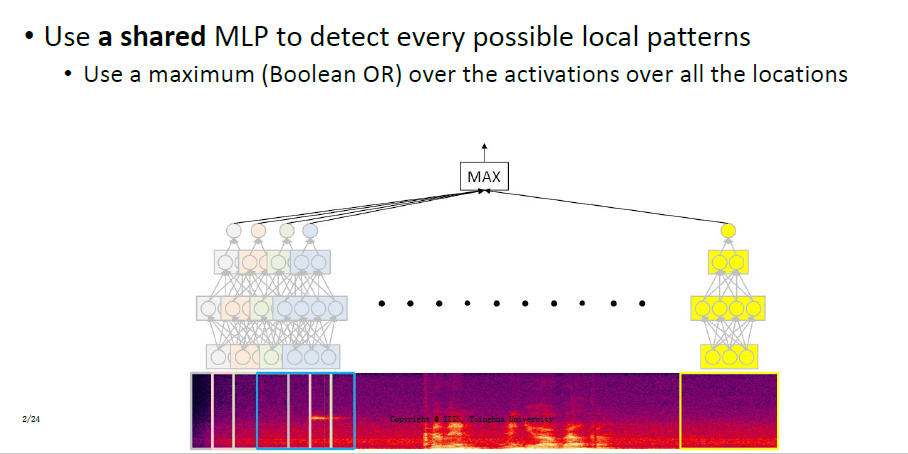 • Use a shared MLP to detect every possible local patterns
• Use a maximum (Boolean OR) over the activations over all the locations
MAX
2/24
Copyright © IIIS, Tsinghua University